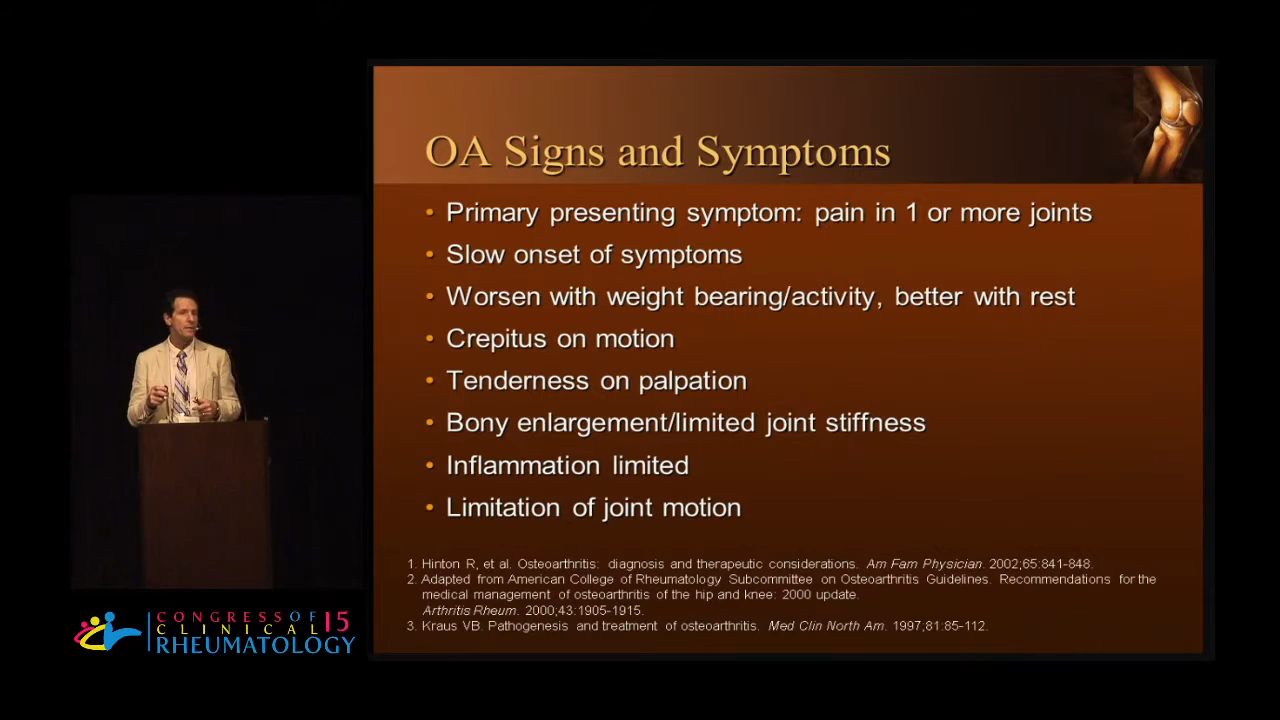 OA Signs and Symptoms
• Primary presenting symptom: pain in 1 or more joints
• Slow onset of symptoms
• Worsen with weight bearing/activity, better with rest
• Crepitus on motion
• Tenderness on palpation
• Bony enlargement/limited joint stiffness
• Inflammation limited
• Limitation of joint motion
1. Hinton R, et al. Osteoarthritis: diagnosis and therapeutic considerations. Am Fam Physician. 2002;65:841-848.
2. Adapted from American College of Rheumatology Subcommittee on Osteoarthritis Guidelines. Recommendations for the
medical management of osteoarthritis of the hip and knee: 2000 update.
Arthritis Rheum. 2000;43:1905-1915.
3. Kraus VB. Pathogenesis and treatment of osteoarthritis. Med Clin North Am. 1997;81:85-112.
CONGRESS OF
CLINICAL 15
RHEUMATOLOGY